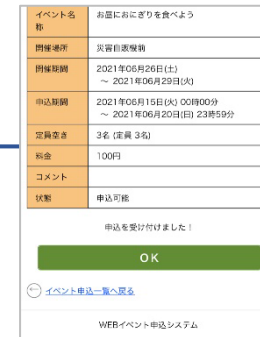 イベント名称 お昼におにぎりを食べよう
開催場所 災害自販機前
開催期間 2021年06月26日(土)
～ 2021年06月29日(火)
申込期間 2021年06月15日(火) 00時00分
～ 2021年06月20日(日) 23時59分
定員空き 3名 (定員 3名)
料金 100円
コメント
状態 申込可能
申込を受け付けました！
OK
イベント申込一覧へ戻る
WEBイベント申込システム